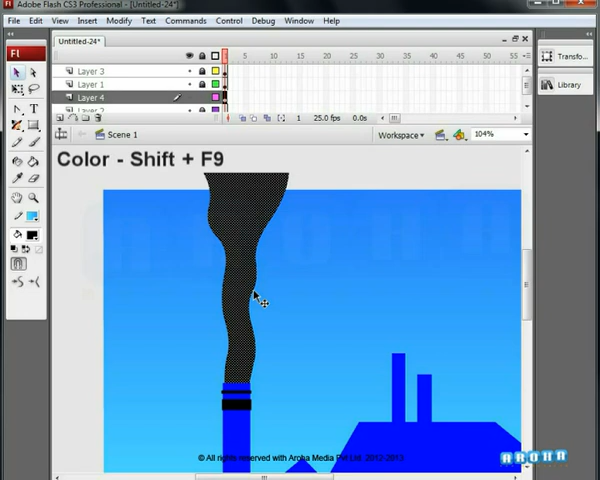 Adobe Flash CS3 Professional - [Untitled-24*]
File Edit View Insert Modify Text Commands Control Debug Window Help
Untitled-24*
5 10 15 20 25 30 35 40 45 50 55
Layer 3
Layer 1
Layer 4
1 25.0 fps 0.0s
Scene 1 Workspace 104%
Fl
Transfo...
Library
Color - Shift + F9
© All rights reserved with Aroha Media Pvt Ltd. 2012-2013
AROHA